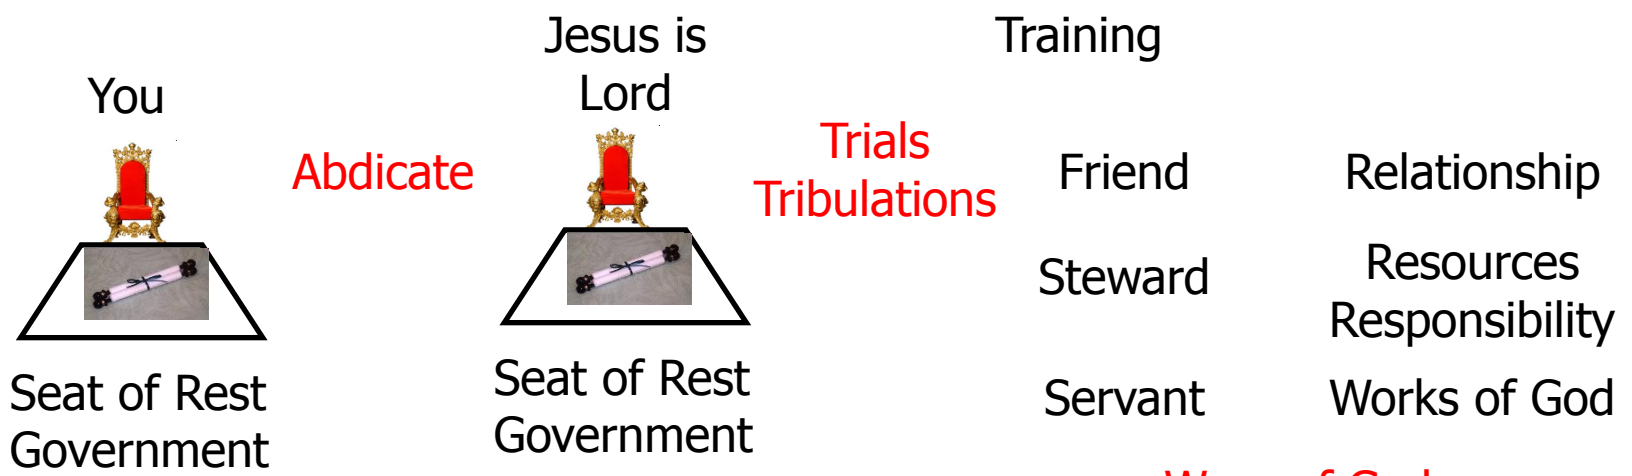 You
Seat of Rest
Government
Abdicate
Jesus is
Lord
Seat of Rest
Government
Trials
Tribulations
Training
Friend
Relationship
Steward
Resources
Responsibility
Servant
Works of God